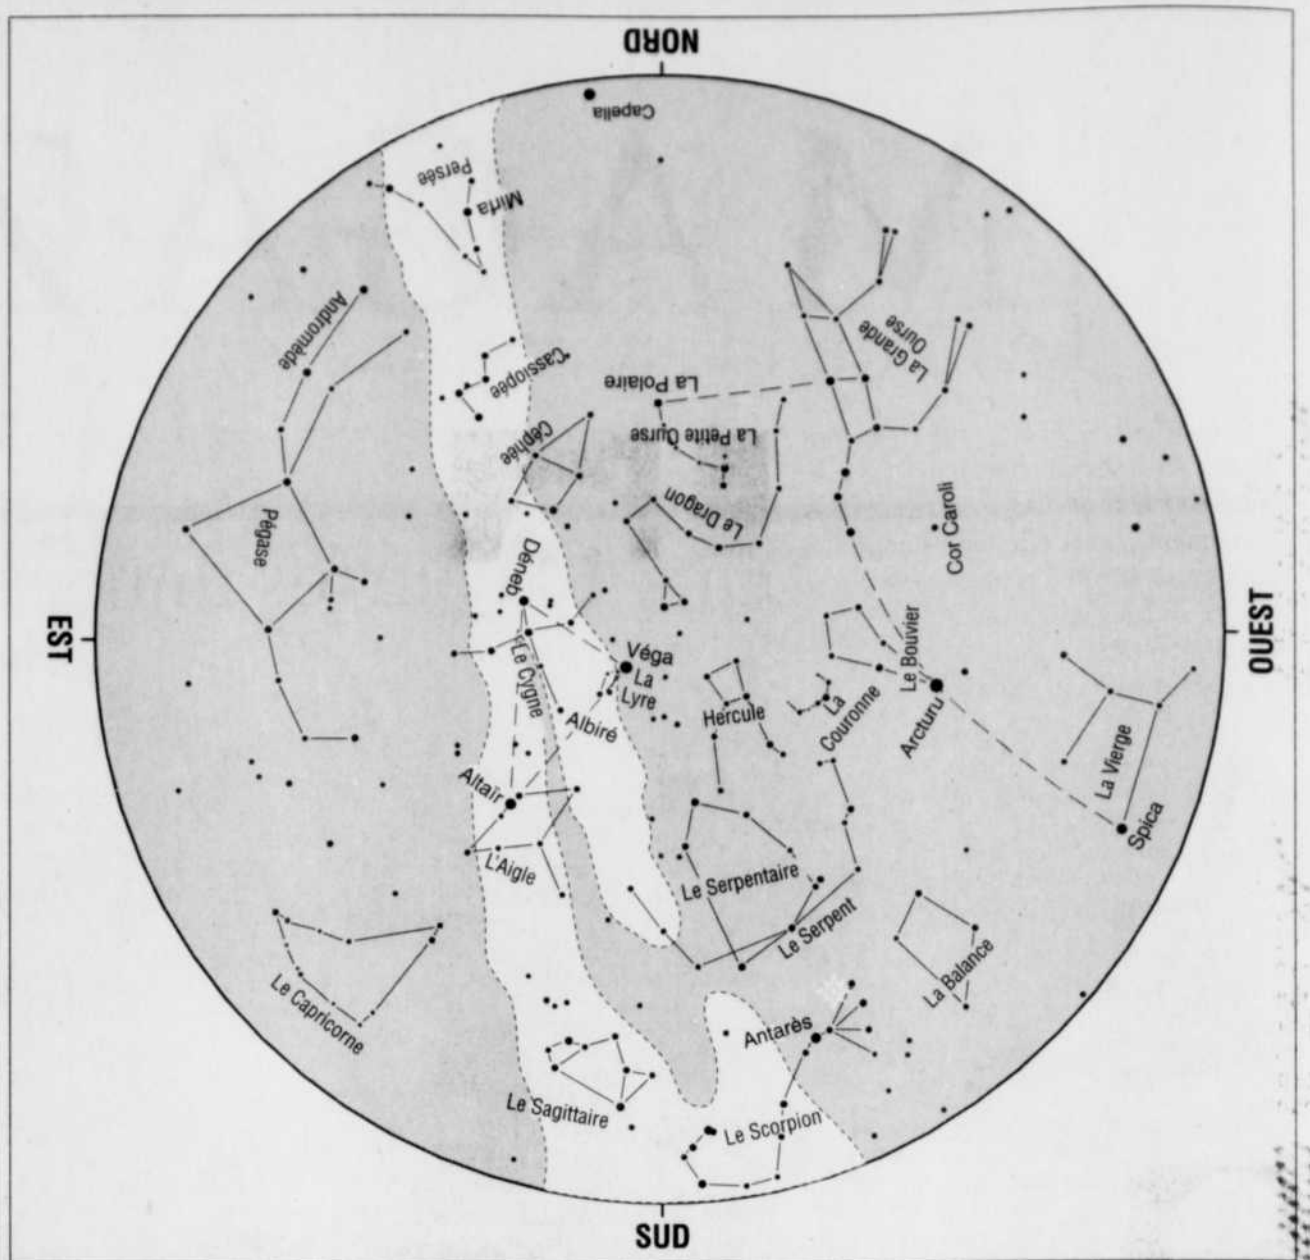 NORD
Capella
Persée
Mirfa
Andromède
Cassiopée
La Grande
Ourse
La Polaire
Céphée
La Petite Ourse
Le Dragon
Pégase
Cor Caroli
Déneb
EST
OUEST
Le Cygne
Véga
La
Lyre
Albiré
Hercule
La
Couronne
Le Bouvier
Arcturu
La Vierge
Spica
Altaïr
L'Aigle
Le Serpentaire
Le Serpent
La Balance
Le Capricorne
Antarès
Le Sagittaire
Le Scorpion
SUD